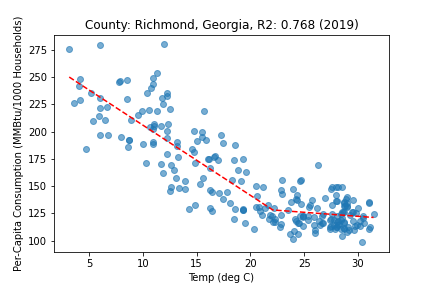 County: Richmond, Georgia, R2: 0.768 (2019)
Per-Capita Consumption (MMBtu/1000 Households)
275
250
225
200
175
150
125
100
5 10 15 20 25 30
Temp (deg C)